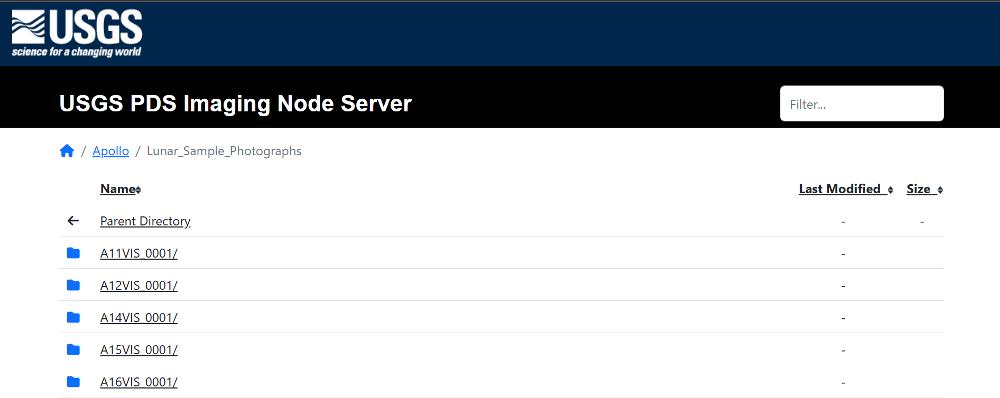 USGS
science for a changing world
USGS PDS Imaging Node Server
Filter...
/ Apollo / Lunar_Sample_Photographs
Name Last Modified Size
Parent Directory - -
A11VIS_0001/ -
A12VIS_0001/ -
A14VIS_0001/ -
A15VIS_0001/ -
A16VIS_0001/ -